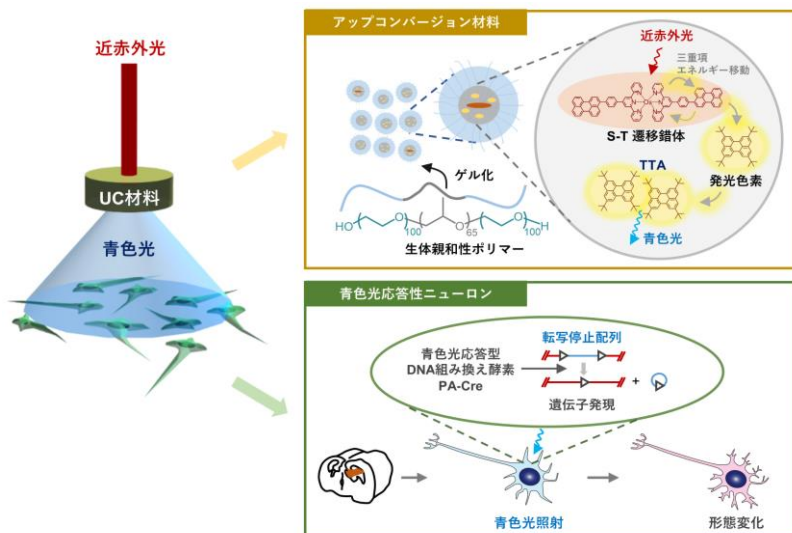 近赤外光
UC材料
青色光
アップコンバージョン材料
近赤外光
三重項
エネルギー移動
S-T 遷移錯体
TTA
発光色素
青色光
ゲル化
HO
O
100
O
65
O
H
100
生体親和性ポリマー
青色光応答性ニューロン
転写停止配列
青色光応答型
DNA組み換え酵素
PA-Cre
+
遺伝子発現
青色光照射
形態変化